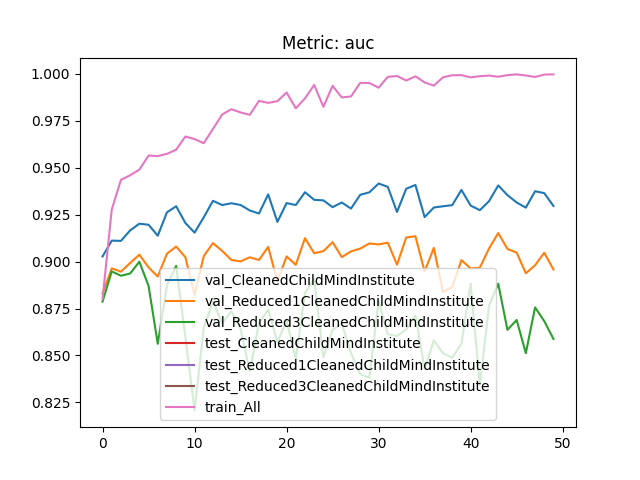 Metric: auc
1.000
0.975
0.950
0.925
0.900
0.875
0.850
0.825
val_CleanedChildMindInstitute
val_Reduced1CleanedChildMindInstitute
val_Reduced3CleanedChildMindInstitute
test_CleanedChildMindInstitute
test_Reduced1CleanedChildMindInstitute
test_Reduced3CleanedChildMindInstitute
train_All
0 10 20 30 40 50